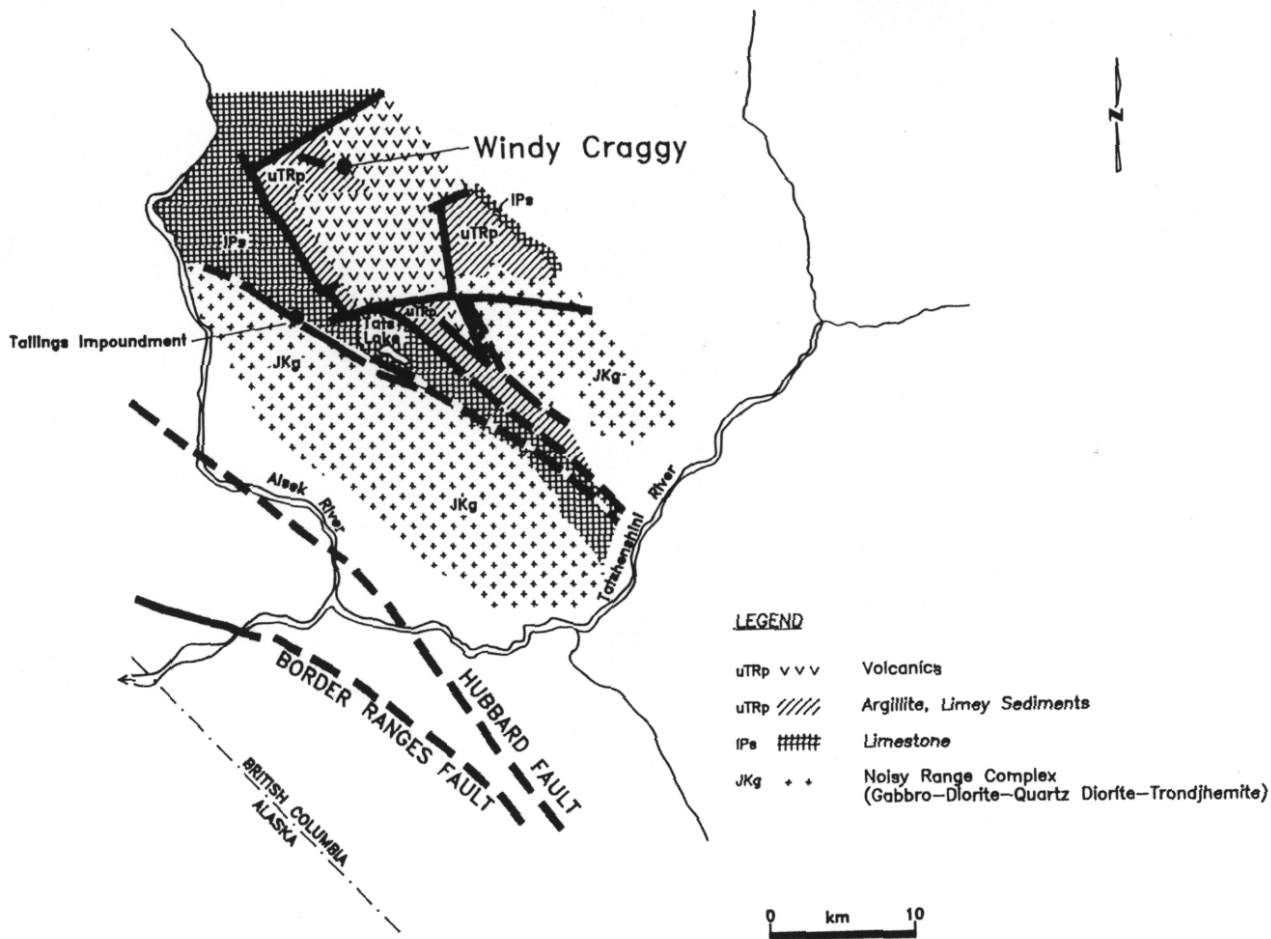 N
Windy Craggy
uTRp
IPs
uTRp
IPs
uTRp
Tats
Lake
Tailings Impoundment
JKg
JKg
JKg
Alsek River
Tatshenshini River
HUBBARD FAULT
BORDER RANGES FAULT
BRITISH COLUMBIA
ALASKA
LEGEND
uTRp v v v Volcanics
uTRp ///// Argillite, Limey Sediments
IPs Limestone
JKg + + Noisy Range Complex
(Gabbro-Diorite-Quartz Diorite-Trondjhemite)
0 km 10